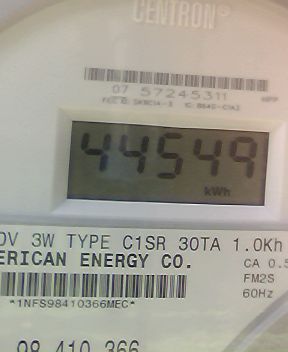 CENTRON®
07 57245311
44549
kWh
0V 3W TYPE C1SR 30TA 1.0Kh
ERICAN ENERGY CO.
CA 0.5
FM2S
60Hz
*1NFS98410366MEC*
98 410 366